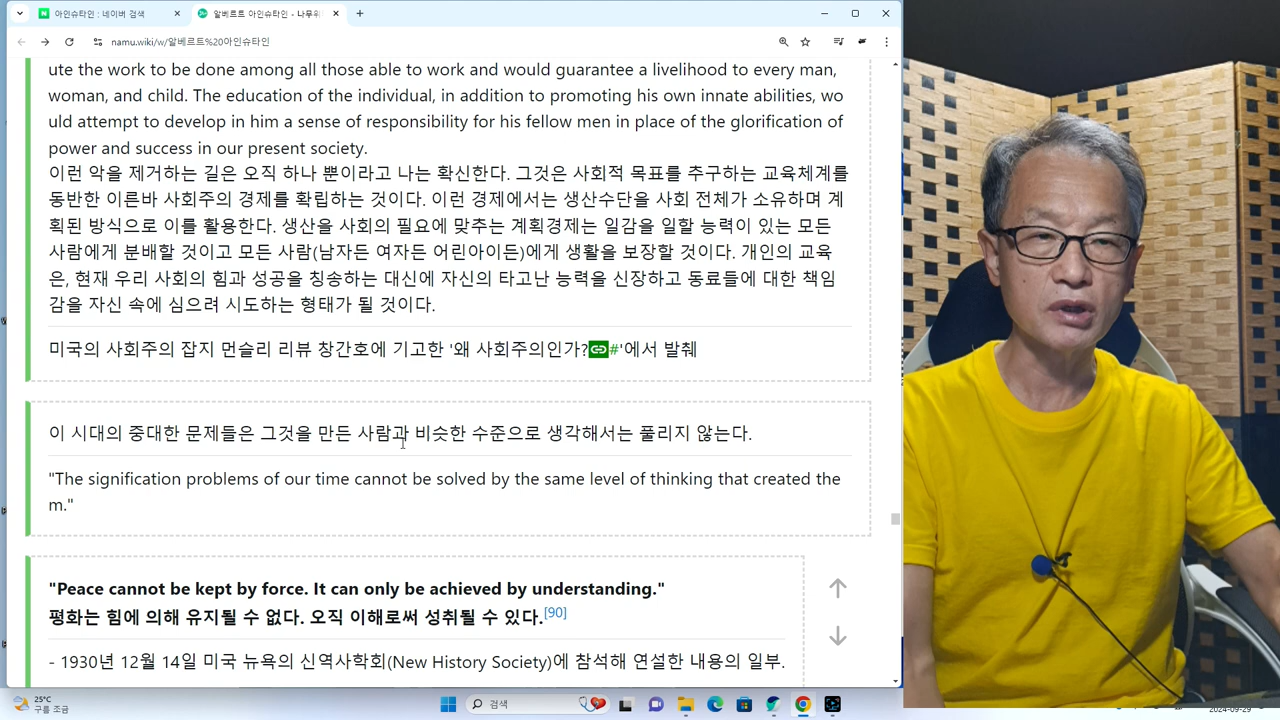 아인슈타인 : 네이버 검색
알베르트 아인슈타인 - 나무위
namu.wiki/w/알베르트%20아인슈타인
ute the work to be done among all those able to work and would guarantee a livelihood to every man,
woman, and child. The education of the individual, in addition to promoting his own innate abilities, wo
uld attempt to develop in him a sense of responsibility for his fellow men in place of the glorification of
power and success in our present society.
이런 악을 제거하는 길은 오직 하나 뿐이라고 나는 확신한다. 그것은 사회적 목표를 추구하는 교육체계를
동반한 이른바 사회주의 경제를 확립하는 것이다. 이런 경제에서는 생산수단을 사회 전체가 소유하며 계
획된 방식으로 이를 활용한다. 생산을 사회의 필요에 맞추는 계획경제는 일감을 일할 능력이 있는 모든
사람에게 분배할 것이고 모든 사람(남자든 여자든 어린아이든)에게 생활을 보장할 것이다. 개인의 교육
은, 현재 우리 사회의 힘과 성공을 칭송하는 대신에 자신의 타고난 능력을 신장하고 동료들에 대한 책임
감을 자신 속에 심으려 시도하는 형태가 될 것이다.
미국의 사회주의 잡지 먼슬리 리뷰 창간호에 기고한 '왜 사회주의인가?#'에서 발췌
이 시대의 중대한 문제들은 그것을 만든 사람과 비슷한 수준으로 생각해서는 풀리지 않는다.
"The signification problems of our time cannot be solved by the same level of thinking that created the
m."
"Peace cannot be kept by force. It can only be achieved by understanding."
평화는 힘에 의해 유지될 수 없다. 오직 이해로써 성취될 수 있다.[90]
- 1930년 12월 14일 미국 뉴욕의 신역사학회(New History Society)에 참석해 연설한 내용의 일부.
25°C
구름 조금
검색
2024-09-29